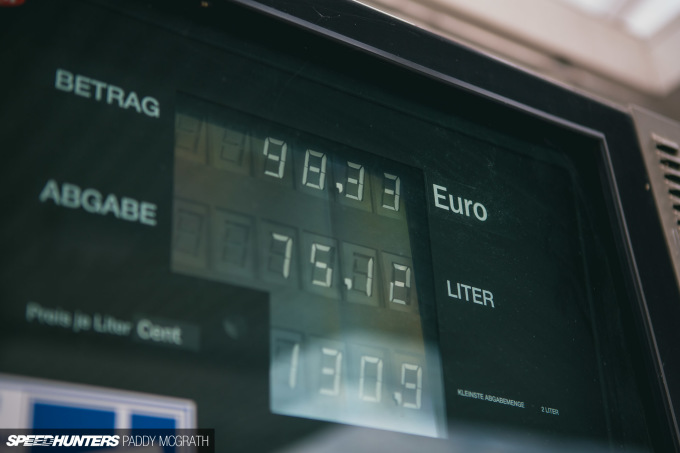 BETRAG 98,33 Euro
ABGABE 75,12 LITER
Preis je Liter Cent 130,9
KLEINSTE ABGABEMENGE 2 LITER
SPEEDHUNTERS PADDY MCGRATH